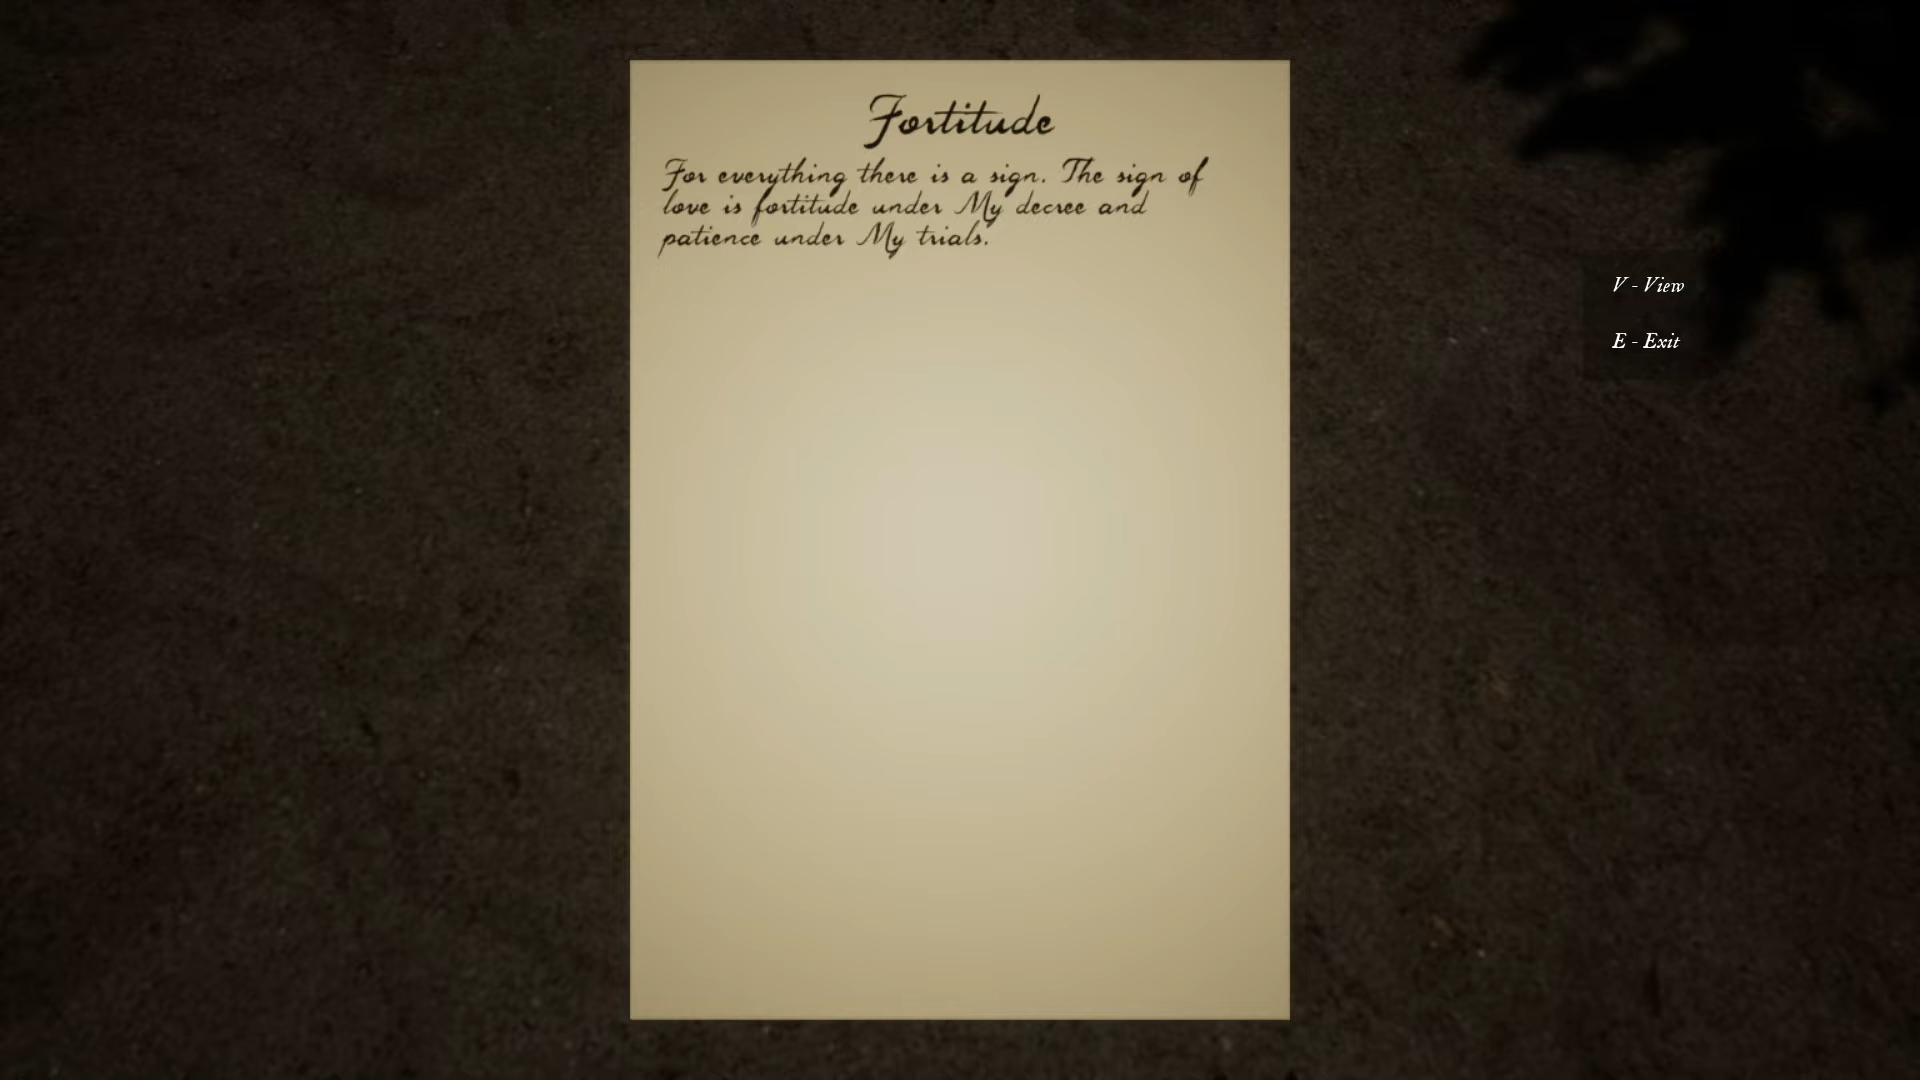 Fortitude
For everything there is a sign. The sign of
love is fortitude under My decree and
patience under My trials.
V - View
E - Exit